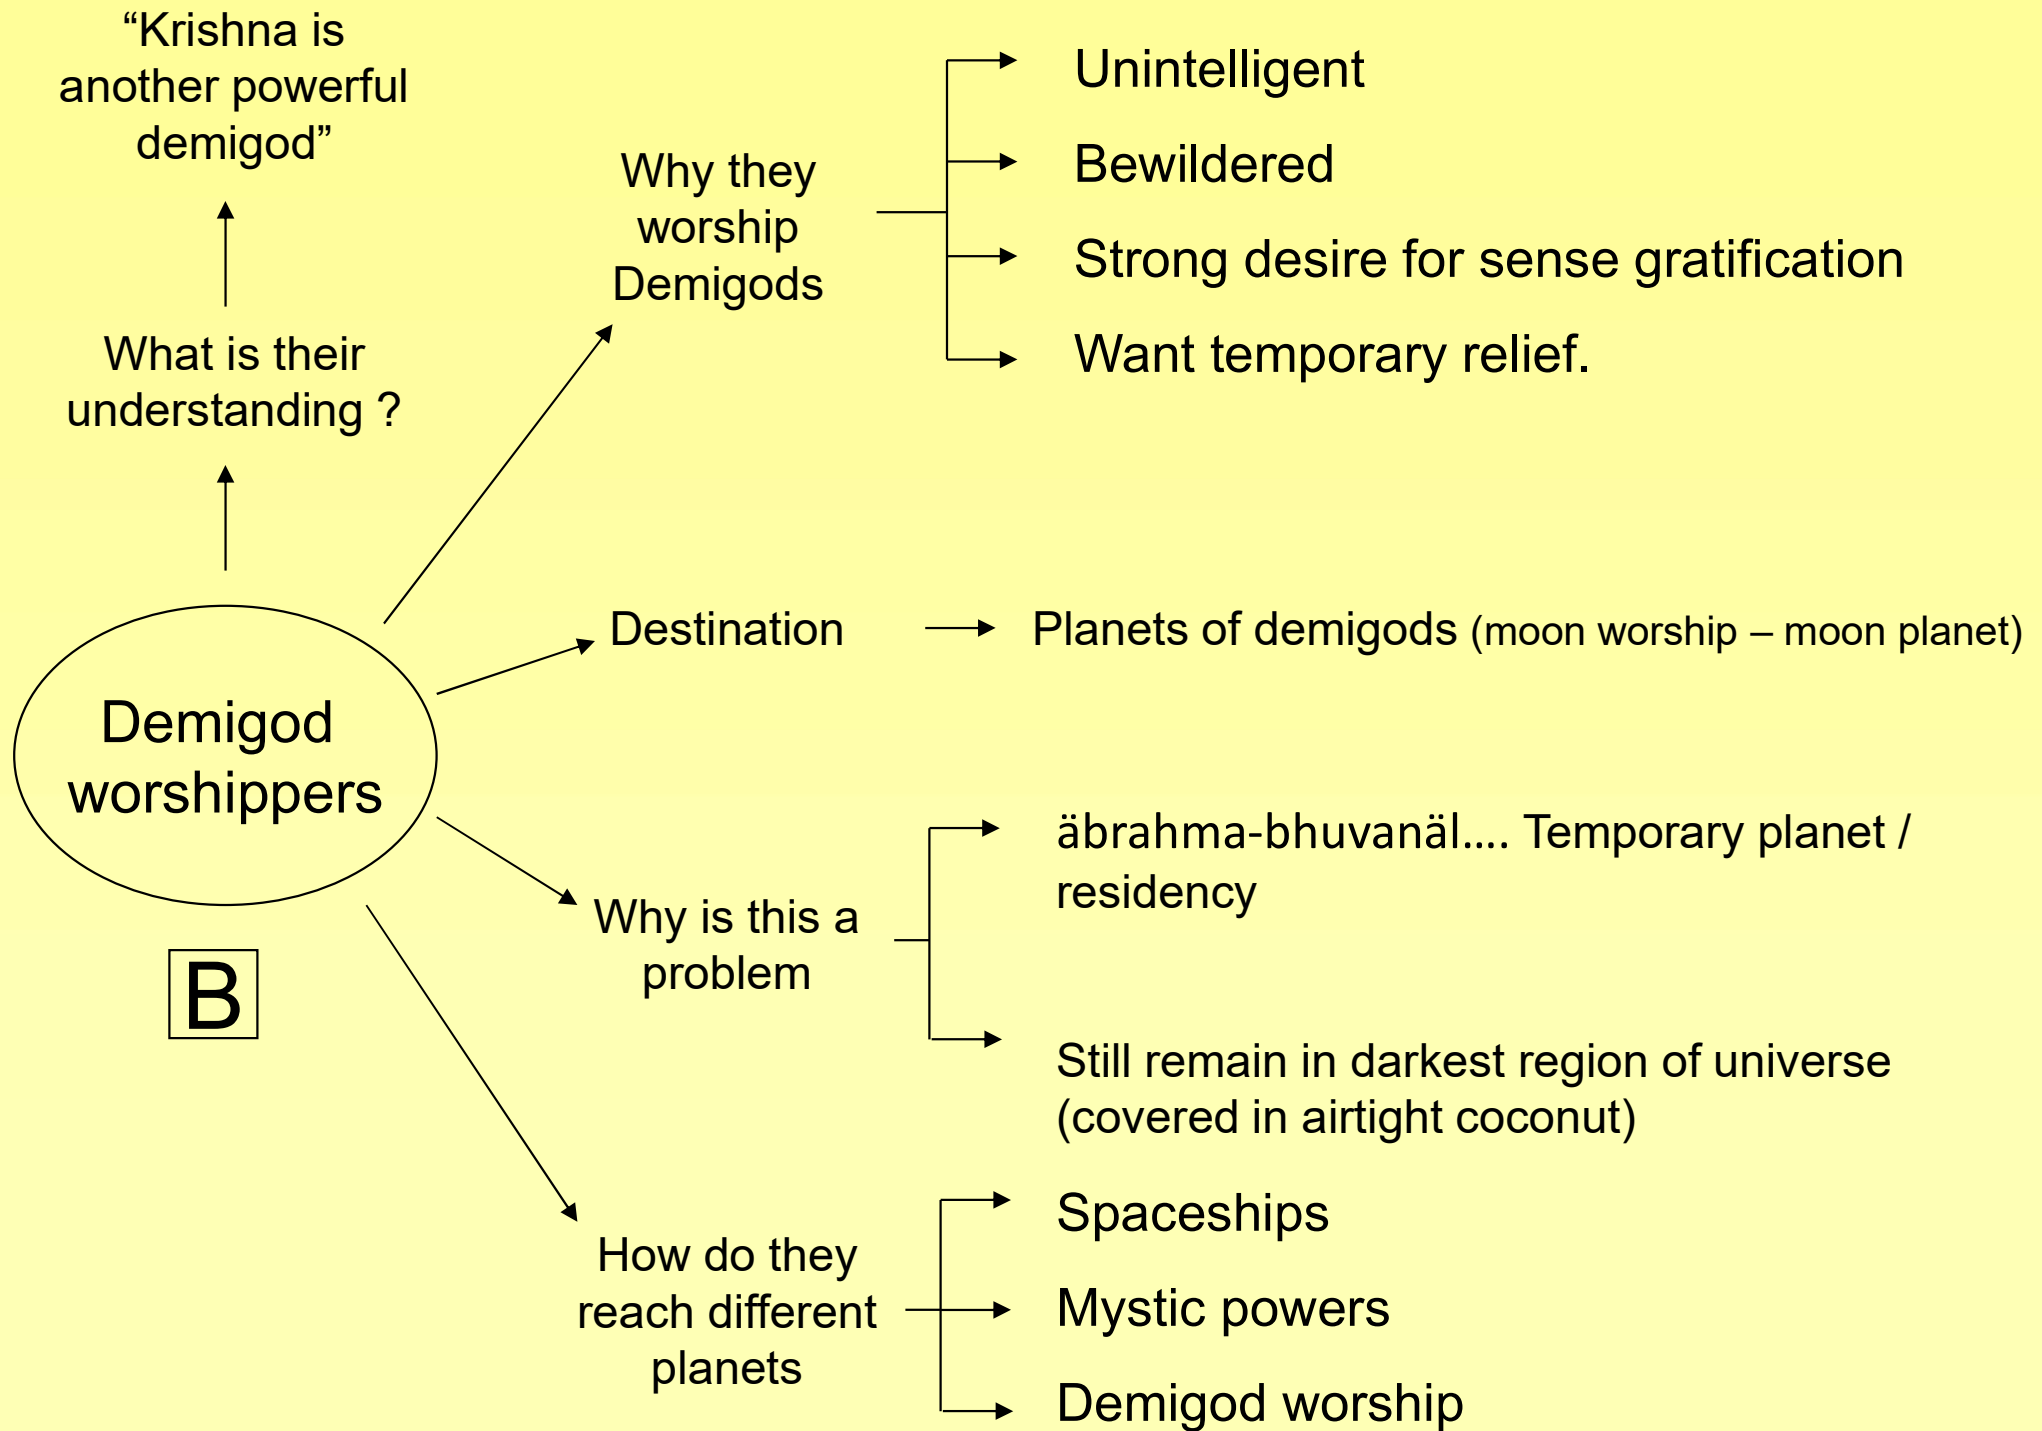 “Krishna is
another powerful
demigod”
What is their
understanding ?
Demigod
worshippers
B
Why they
worship
Demigods
Unintelligent
Bewildered
Strong desire for sense gratification
Want temporary relief.
Destination
Planets of demigods (moon worship – moon planet)
Why is this a
problem
äbrahma-bhuvanäl.... Temporary planet /
residency
Still remain in darkest region of universe
(covered in airtight coconut)
How do they
reach different
planets
Spaceships
Mystic powers
Demigod worship